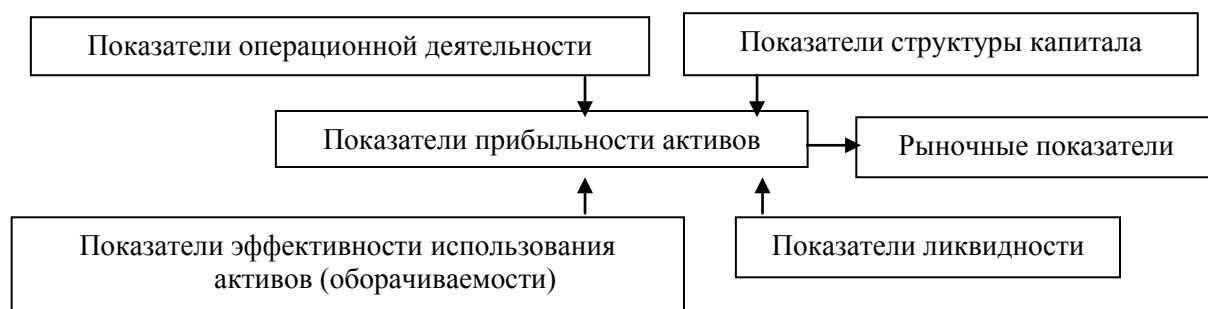 Показатели операционной деятельности
Показатели структуры капитала
Показатели прибыльности активов
Рыночные показатели
Показатели эффективности использования
активов (оборачиваемости)
Показатели ликвидности